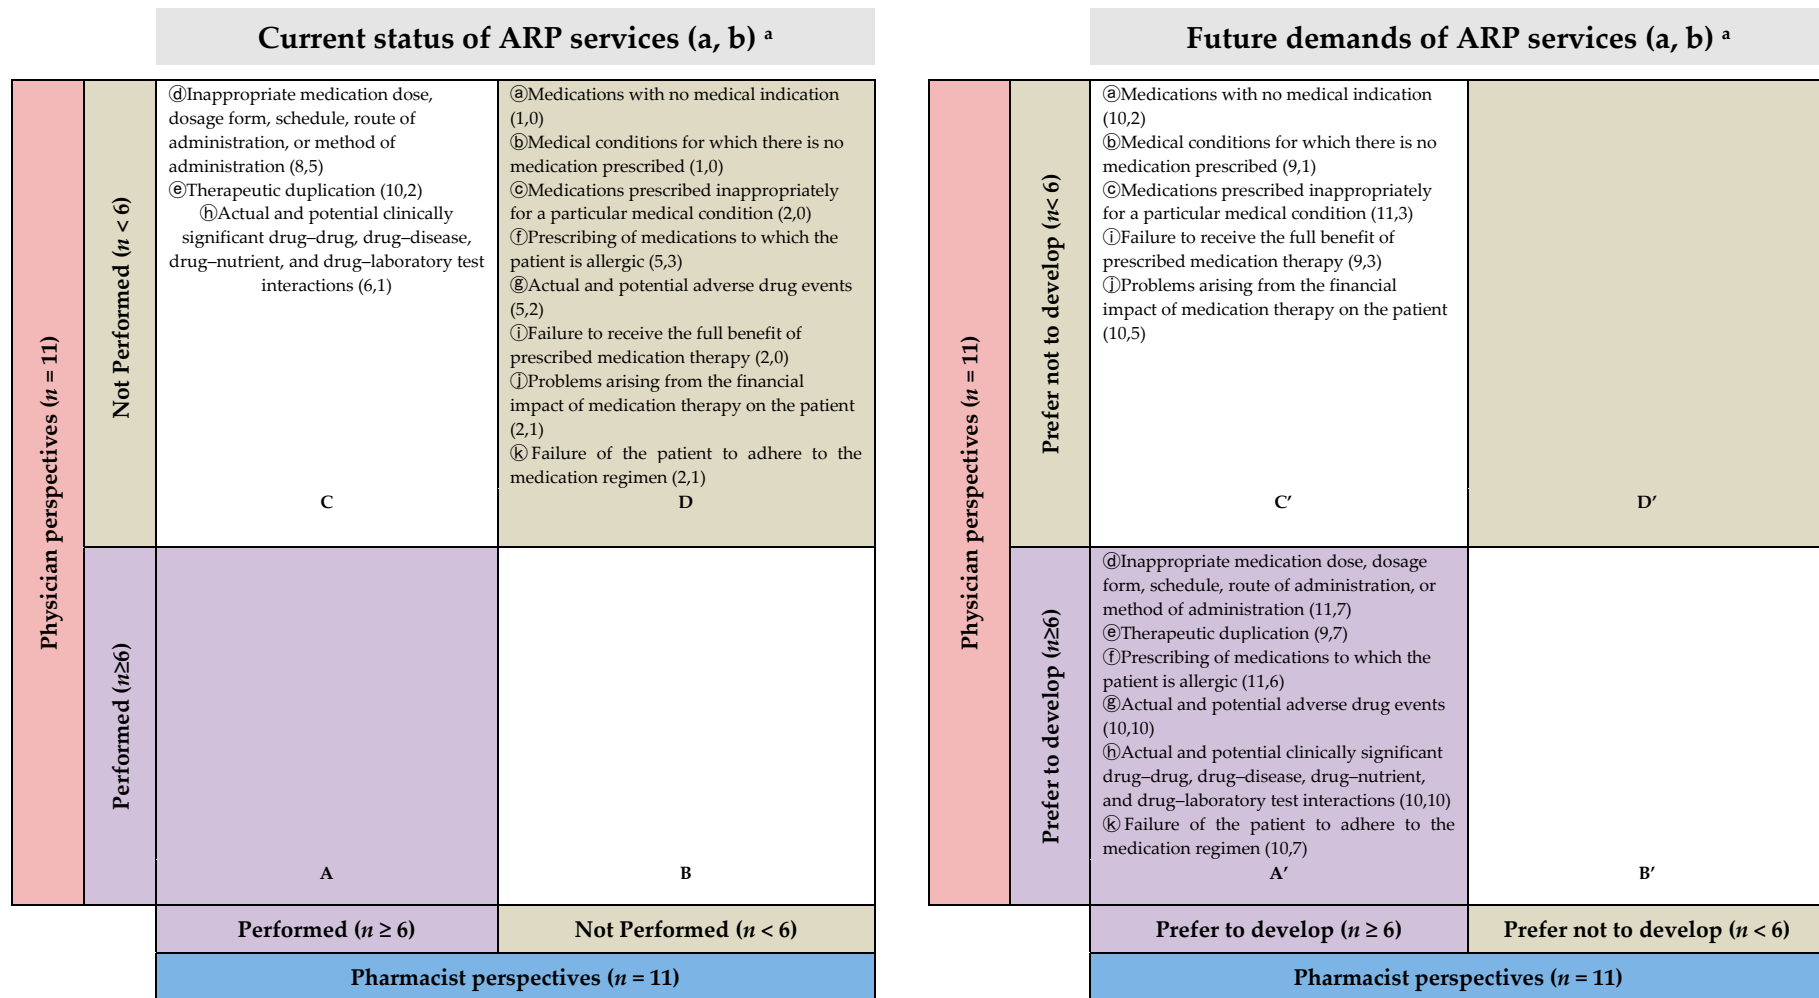 Current status of ARP services (a, b) ᵃ
Physician perspectives (n = 11)
Not Performed (n < 6)
ⓓInappropriate medication dose,
dosage form, schedule, route of
administration, or method of
administration (8,5)
ⓔTherapeutic duplication (10,2)
ⓗActual and potential clinically
significant drug–drug, drug–disease,
drug–nutrient, and drug–laboratory test
interactions (6,1)
C
ⓐMedications with no medical indication
(1,0)
ⓑMedical conditions for which there is no
medication prescribed (1,0)
ⓒMedications prescribed inappropriately
for a particular medical condition (2,0)
ⓕPrescribing of medications to which the
patient is allergic (5,3)
ⓖActual and potential adverse drug events
(5,2)
ⓘFailure to receive the full benefit of
prescribed medication therapy (2,0)
ⓙProblems arising from the financial
impact of medication therapy on the patient
(2,1)
ⓚFailure of the patient to adhere to the
medication regimen (2,1)
D
Performed (n≥6)
A
B
Performed (n ≥ 6)
Not Performed (n < 6)
Pharmacist perspectives (n = 11)
Future demands of ARP services (a, b) ᵃ
Physician perspectives (n = 11)
Prefer not to develop (n< 6)
ⓐMedications with no medical indication
(10,2)
ⓑMedical conditions for which there is no
medication prescribed (9,1)
ⓒMedications prescribed inappropriately
for a particular medical condition (11,3)
ⓘFailure to receive the full benefit of
prescribed medication therapy (9,3)
ⓙProblems arising from the financial
impact of medication therapy on the patient
(10,5)
C’
D’
Prefer to develop (n≥6)
ⓓInappropriate medication dose, dosage
form, schedule, route of administration, or
method of administration (11,7)
ⓔTherapeutic duplication (9,7)
ⓕPrescribing of medications to which the
patient is allergic (11,6)
ⓖActual and potential adverse drug events
(10,10)
ⓗActual and potential clinically significant
drug–drug, drug–disease, drug–nutrient,
and drug–laboratory test interactions (10,10)
ⓚFailure of the patient to adhere to the
medication regimen (10,7)
A’
B’
Prefer to develop (n ≥ 6)
Prefer not to develop (n < 6)
Pharmacist perspectives (n = 11)